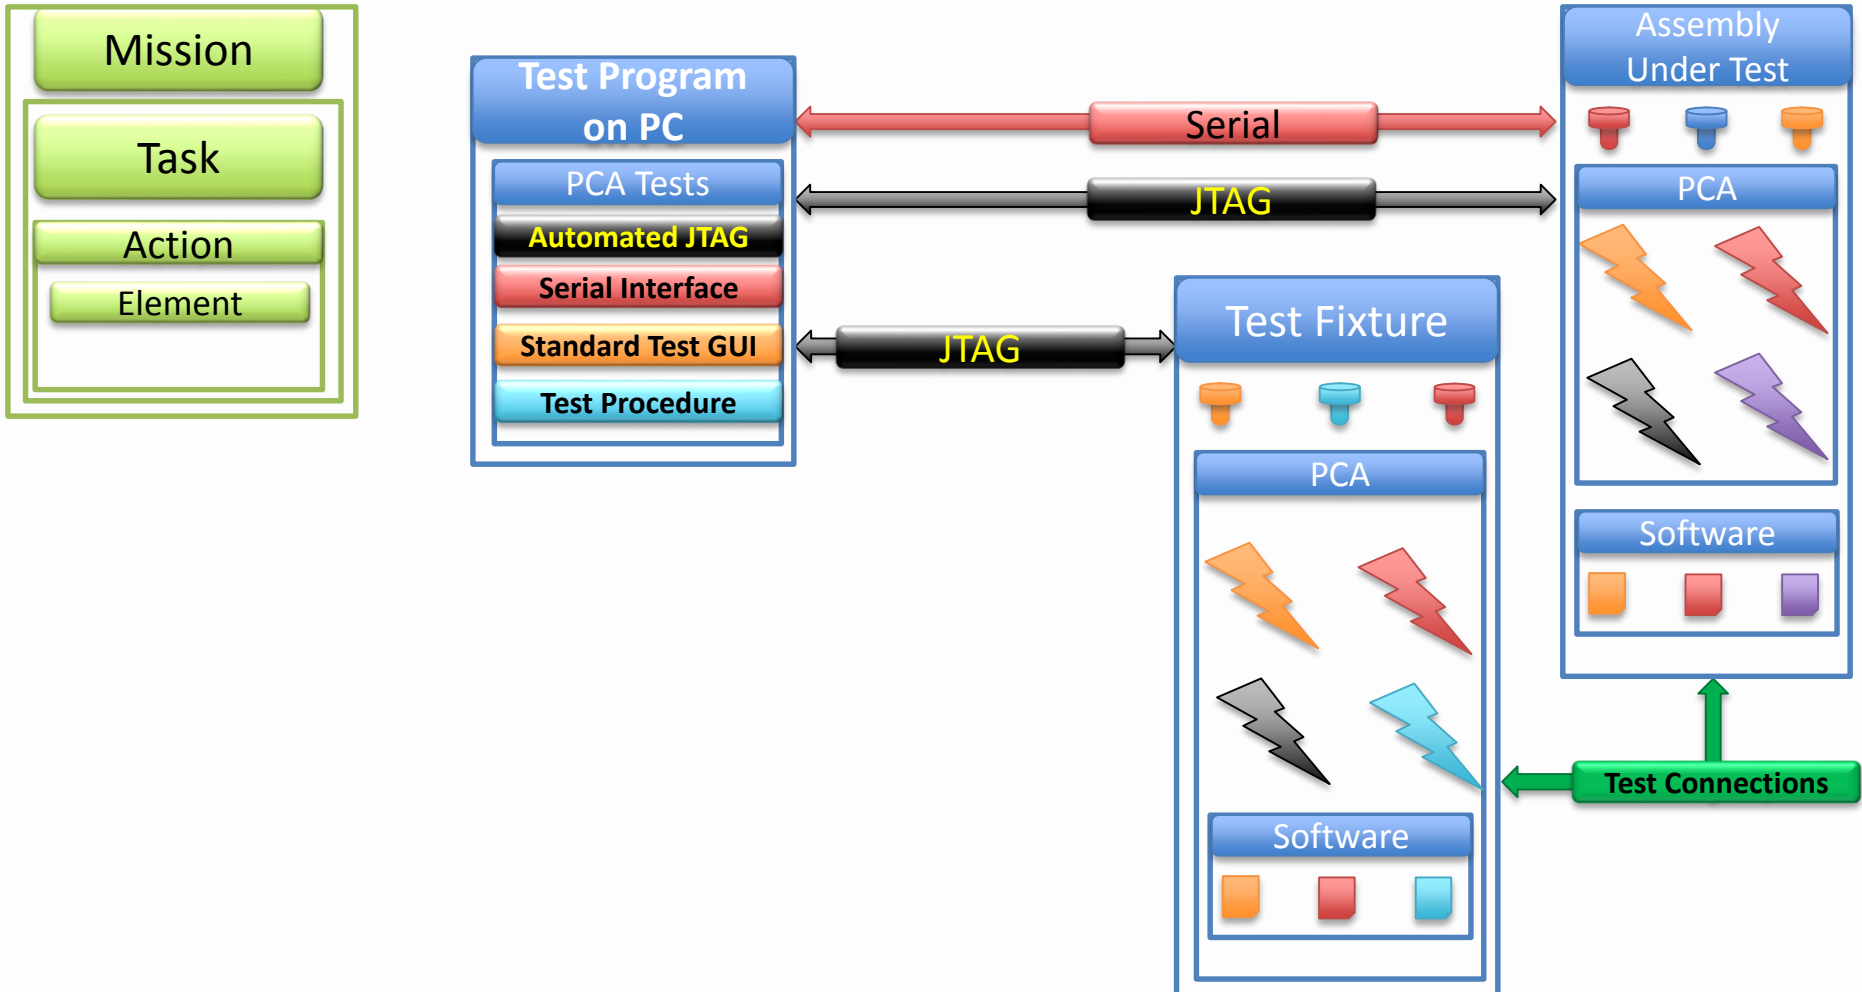 Mission
Task
Action
Element
Test Program
on PC
PCA Tests
Automated JTAG
Serial Interface
Standard Test GUI
Test Procedure
Serial
JTAG
JTAG
Test Fixture
PCA
Software
Assembly
Under Test
PCA
Software
Test Connections